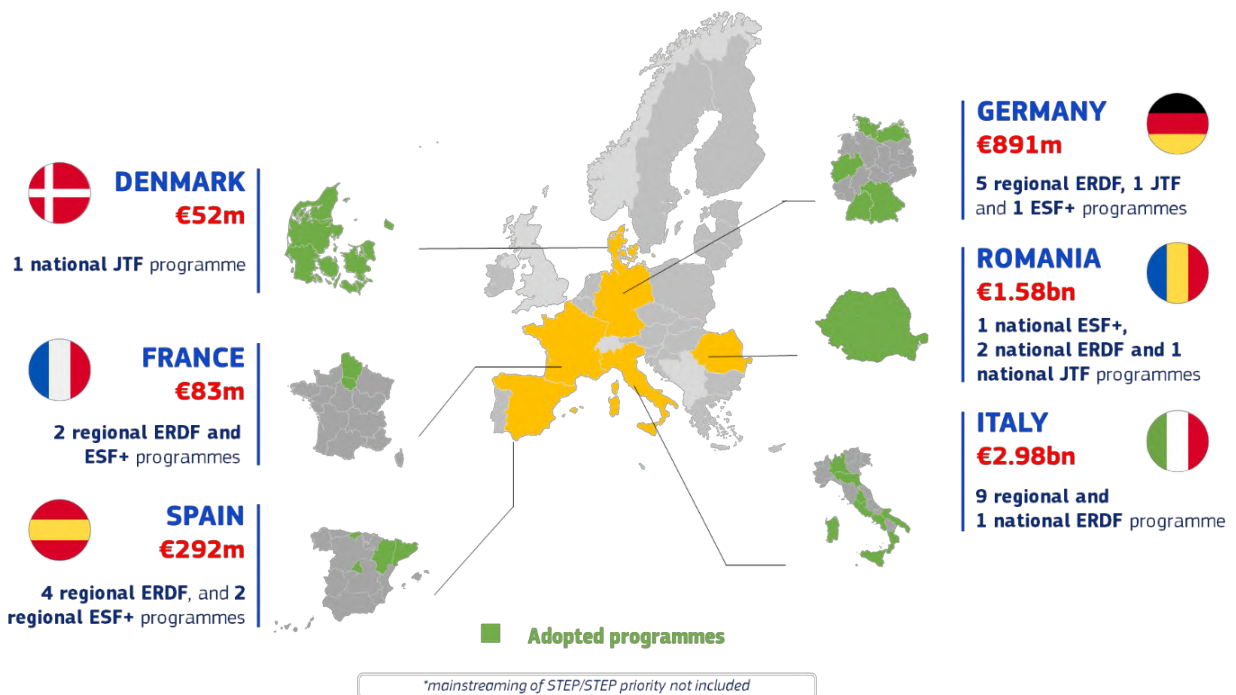 DENMARK
€52m
1 national JTF programme
FRANCE
€83m
2 regional ERDF and
ESF+ programmes
SPAIN
€292m
4 regional ERDF, and 2
regional ESF+ programmes
GERMANY
€891m
5 regional ERDF, 1 JTF
and 1 ESF+ programmes
ROMANIA
€1.58bn
1 national ESF+,
2 national ERDF and 1
national JTF programmes
ITALY
€2.98bn
9 regional and
1 national ERDF programme
Adopted programmes
*mainstreaming of STEP/STEP priority not included